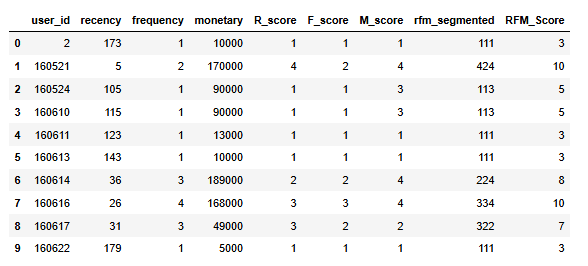 user_id recency frequency monetary R_score F_score M_score rfm_segmented RFM_Score
0 2 173 1 10000 1 1 1 111 3
1 160521 5 2 170000 4 2 4 424 10
2 160524 105 1 90000 1 1 3 113 5
3 160610 115 1 90000 1 1 3 113 5
4 160611 123 1 13000 1 1 1 111 3
5 160613 143 1 10000 1 1 1 111 3
6 160614 36 3 189000 2 2 4 224 8
7 160616 26 4 168000 3 3 4 334 10
8 160617 31 3 49000 3 2 2 322 7
9 160622 179 1 5000 1 1 1 111 3